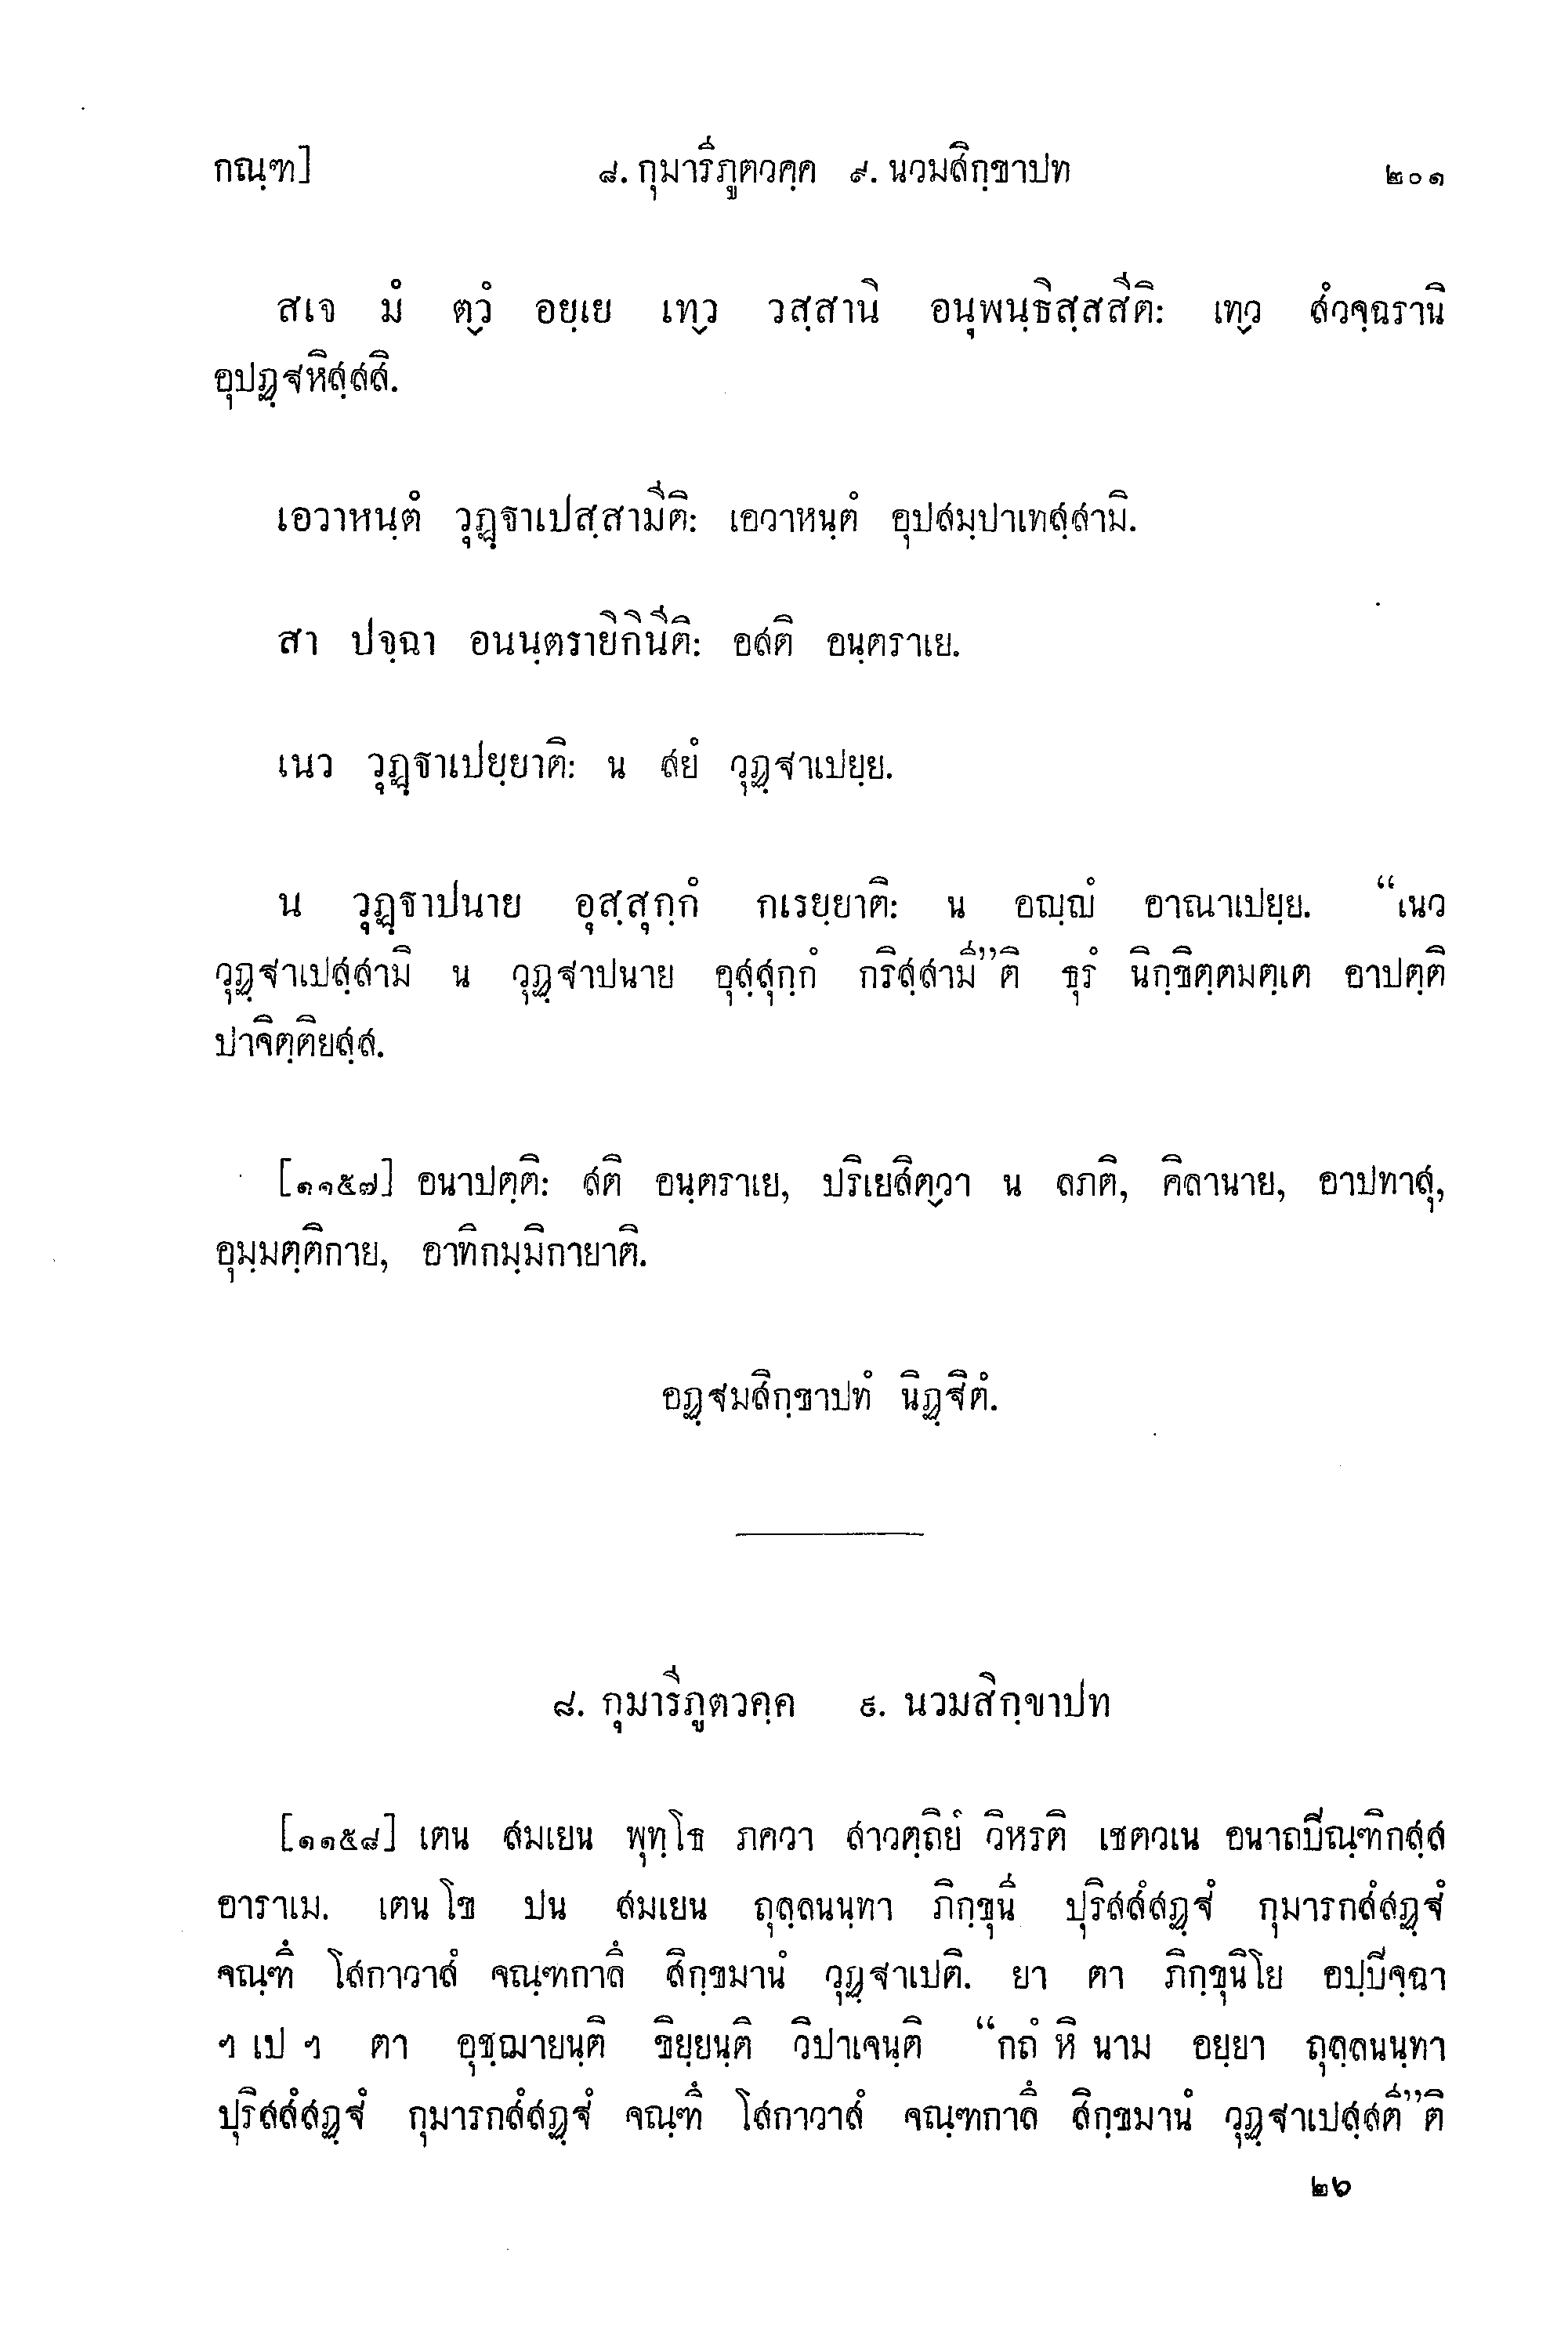 กณฺฑ] ๘. กุมารีภูตวคฺค ๙. นวมสิกฺขาปท ๒๐๑
สเจ มํ ตฺวํ อยฺเย เทฺว วสฺสานิ อนุพนฺธิสฺสสีติ: เทฺว สํวจฺฉรานิ
อุปฏฺฐหิสฺสสิ.
เอวาหนฺตํ วุฏฺฐาเปสฺสามีติ: เอวาหนฺตํ อุปสมฺปาเทสฺสามิ.
สา ปจฺฉา อนนฺตรายิกินีติ: อสติ อนฺตราเย.
เนว วุฏฺฐาเปยฺยาติ: น สยํ วุฏฺฐาเปยฺย.
น วุฏฺฐาปนาย อุสฺสุกฺกํ กเรยฺยาติ: น อญฺญํ อาณาเปยฺย. “เนว
วุฏฺฐาเปสฺสามิ น วุฏฺฐาปนาย อุสฺสุกฺกํ กริสฺสามี”ติ ธุรํ นิกฺขิตฺตมตฺเต อาปตฺติ
ปาจิตฺติยสฺส.
[๑๑๕๗] อนาปตฺติ: สติ อนฺตราเย, ปริเยสิตฺวา น ลภติ, คิลานาย, อาปทาสุ,
อุมฺมตฺติกาย, อาทิกมฺมิกายาติ.
อฏฺฐมสิกฺขาปทํ นิฏฺฐิตํ.
๘. กุมารีภูตวคฺค ๙. นวมสิกฺขาปท
[๑๑๕๘] เตน สมเยน พุทฺโธ ภควา สาวตฺถิยํ วิหรติ เชตวเน อนาถปิณฺฑิกสฺส
อาราเม. เตน โข ปน สมเยน ถุลฺลนนฺทา ภิกฺขุนี ปุริสสํสฏฺฐํ กุมารกสํสฏฺฐํ
จณฺฑึ โสกาวาสํ จณฺฑกาลึ สิกฺขมานํ วุฏฺฐาเปติ. ยา ตา ภิกฺขุนิโย อปฺปิจฺฉา
ฯ เป ฯ ตา อุชฺฌายนฺติ ขิยฺยนฺติ วิปาเจนฺติ “กถํ หิ นาม อยฺยา ถุลฺลนนฺทา
ปุริสสํสฏฺฐํ กุมารกสํสฏฺฐํ จณฺฑึ โสกาวาสํ จณฺฑกาลึ สิกฺขมานํ วุฏฺฐาเปสฺสตี”ติ
๒๖